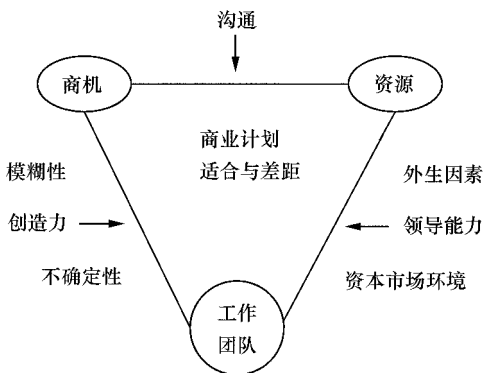 沟通
商机
资源
商业计划
适合与差距
模糊性
外生因素
创造力
领导能力
不确定性
资本市场环境
工作
团队